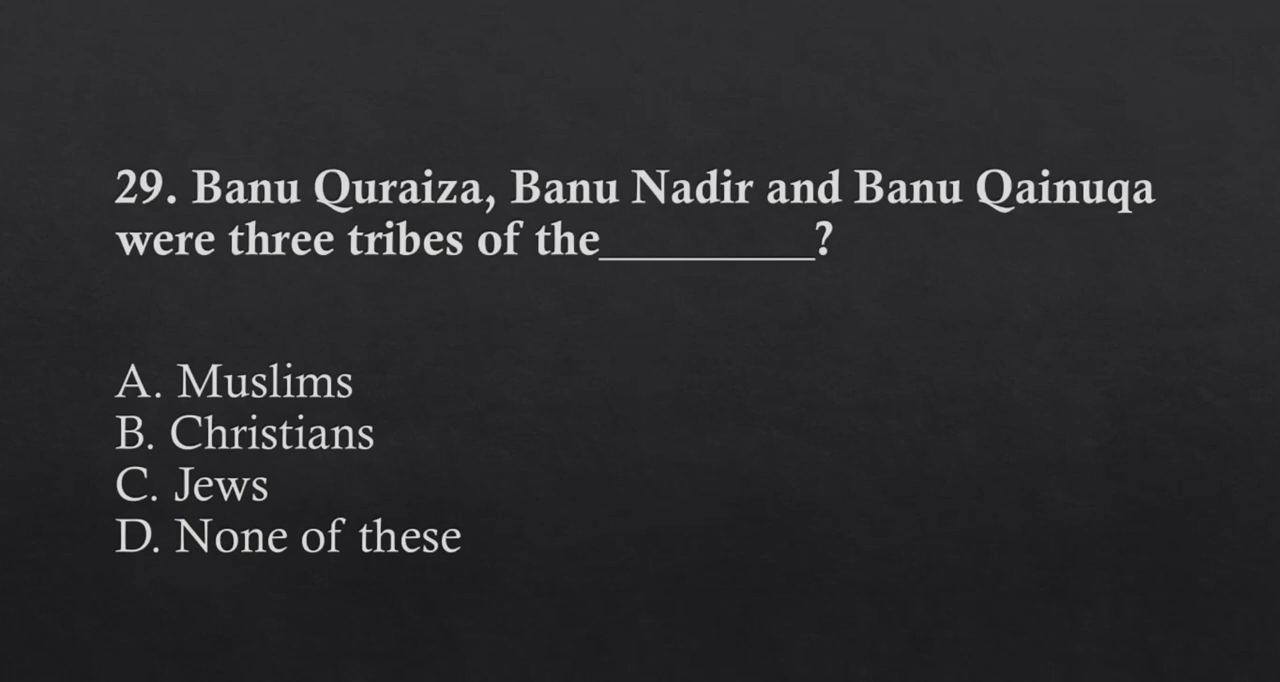 29. Banu Quraiza, Banu Nadir and Banu Qainuqa
were three tribes of the_________?
A. Muslims
B. Christians
C. Jews
D. None of these